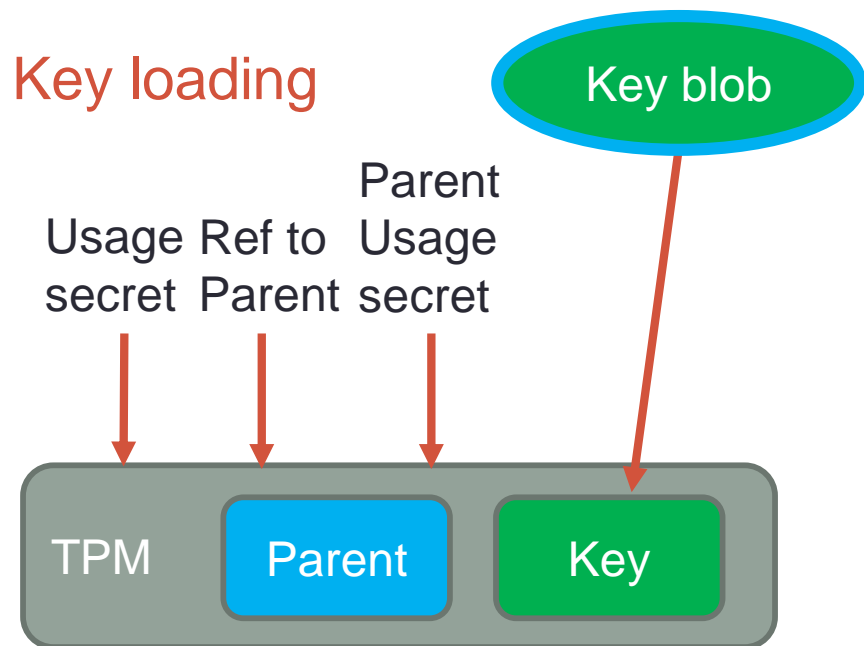 Key loading
Key blob
Usage
secret
Ref to
Parent
Parent
Usage
secret
TPM
Parent
Key